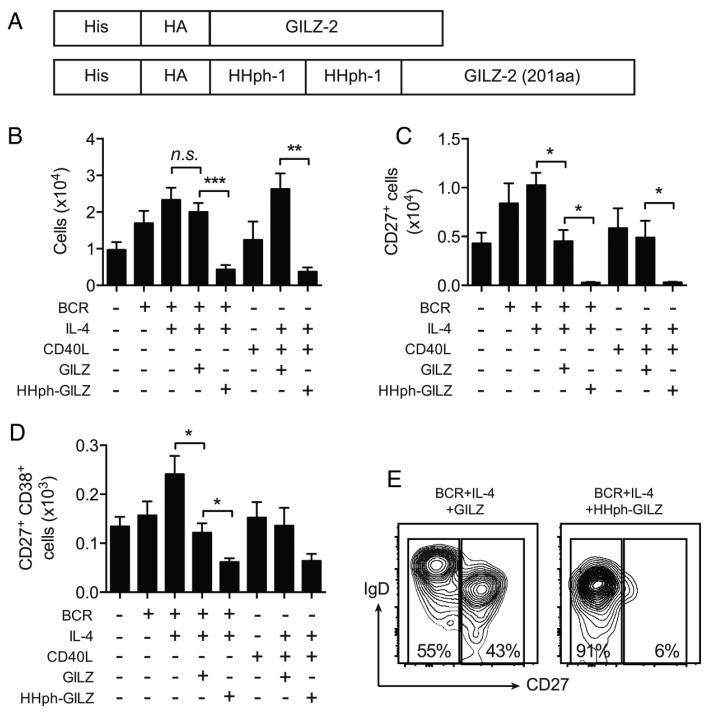 A
His HA GILZ-2
His HA HHph-1 HHph-1 GILZ-2 (201aa)
B
Cells (x10⁴)
4
3
2
1
0
n.s.
***
**
BCR - + + + + - - -
IL-4 - - + + + - + +
CD40L - - - - - + + +
GILZ - - - + - - + -
HHph-GILZ - - - - + - - +
C
CD27⁺ cells
(x10⁴)
1.5
1.0
0.5
0.0
*
*
*
BCR - + + + + - - -
IL-4 - - + + + - + +
CD40L - - - - - + + +
GILZ - - - + - - + -
HHph-GILZ - - - - + - - +
D
CD27⁺ CD38⁺
cells (x10³)
0.3
0.2
0.1
0.0
*
*
BCR - + + + + - - -
IL-4 - - + + + - + +
CD40L - - - - - + + +
GILZ - - - + - - + -
HHph-GILZ - - - - + - - +
E
BCR+IL-4
+GILZ
BCR+IL-4
+HHph-GILZ
IgD
55% 43%
91% 6%
CD27